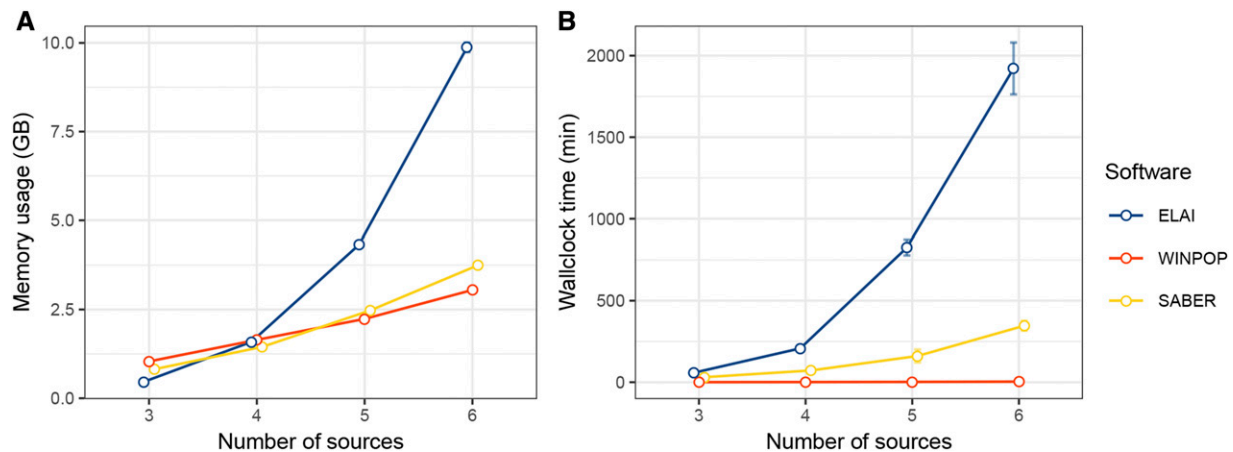 A
Memory usage (GB)
10.0
7.5
5.0
2.5
0.0
3 4 5 6
Number of sources
B
Wallclock time (min)
2000
1500
1000
500
0
3 4 5 6
Number of sources
Software
ELAI
WINPOP
SABER